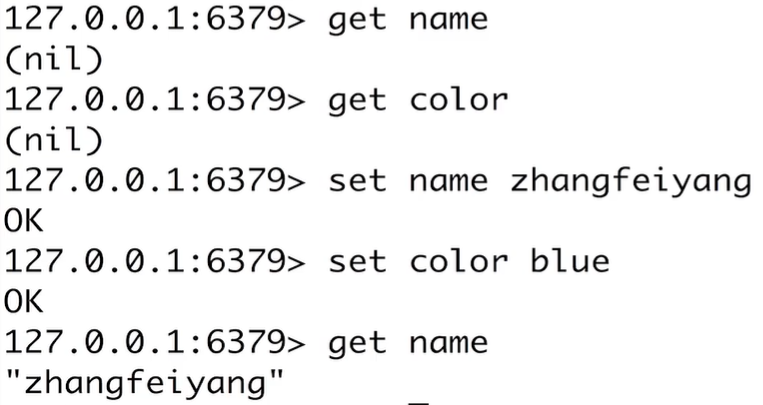 127.0.0.1:6379> get name
(nil)
127.0.0.1:6379> get color
(nil)
127.0.0.1:6379> set name zhangfeiyang
OK
127.0.0.1:6379> set color blue
OK
127.0.0.1:6379> get name
"zhangfeiyang"